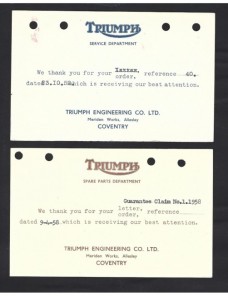 TRIUMPH
SERVICE DEPARTMENT
We thank you for your letter,
order, reference 40.
dated 23.10.58. which is receiving our best attention.
TRIUMPH ENGINEERING CO. LTD.
Meriden Works, Allesley
COVENTRY
TRIUMPH
SPARE PARTS DEPARTMENT
Guarantee Claim No.1.1358
We thank you for your letter,
order, reference
dated 9-4-58 which is receiving our best attention.
TRIUMPH ENGINEERING CO. LTD.
Meriden Works, Allesley
COVENTRY